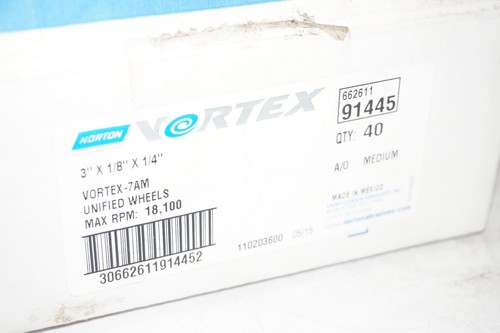 NORTON VORTEX
3" X 1/8" X 1/4"
VORTEX-7AM
UNIFIED WHEELS
MAX RPM: 18,100
30662611914452
662611
91445
QTY: 40
A/O MEDIUM
MADE IN MEXICO
110203600 05/15